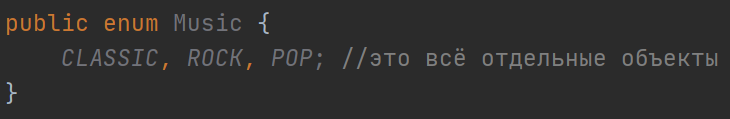 public enum Music {
    CLASSIC, ROCK, POP; //это всё отдельные объекты
}